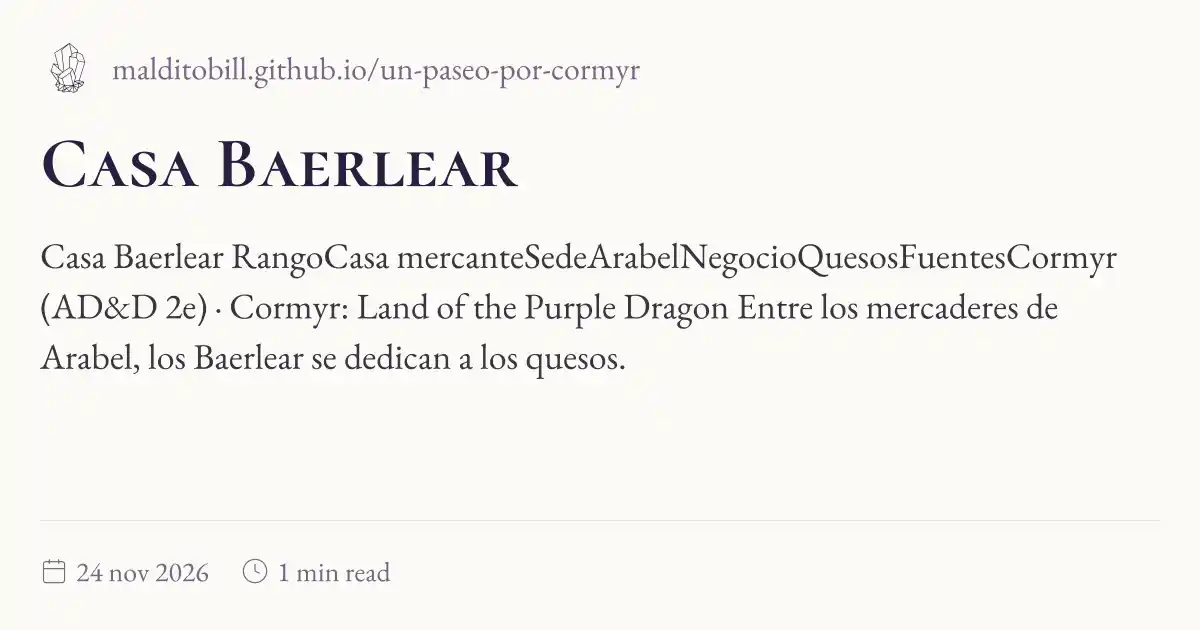 malditobill.github.io/un-paseo-por-cormyr
Casa Baerlear
Casa Baerlear RangoCasa mercanteSedeArabelNegocioQuesosFuentesCormyr
(AD&D 2e) · Cormyr: Land of the Purple Dragon Entre los mercaderes de
Arabel, los Baerlear se dedican a los quesos.
24 nov 2026 1 min read